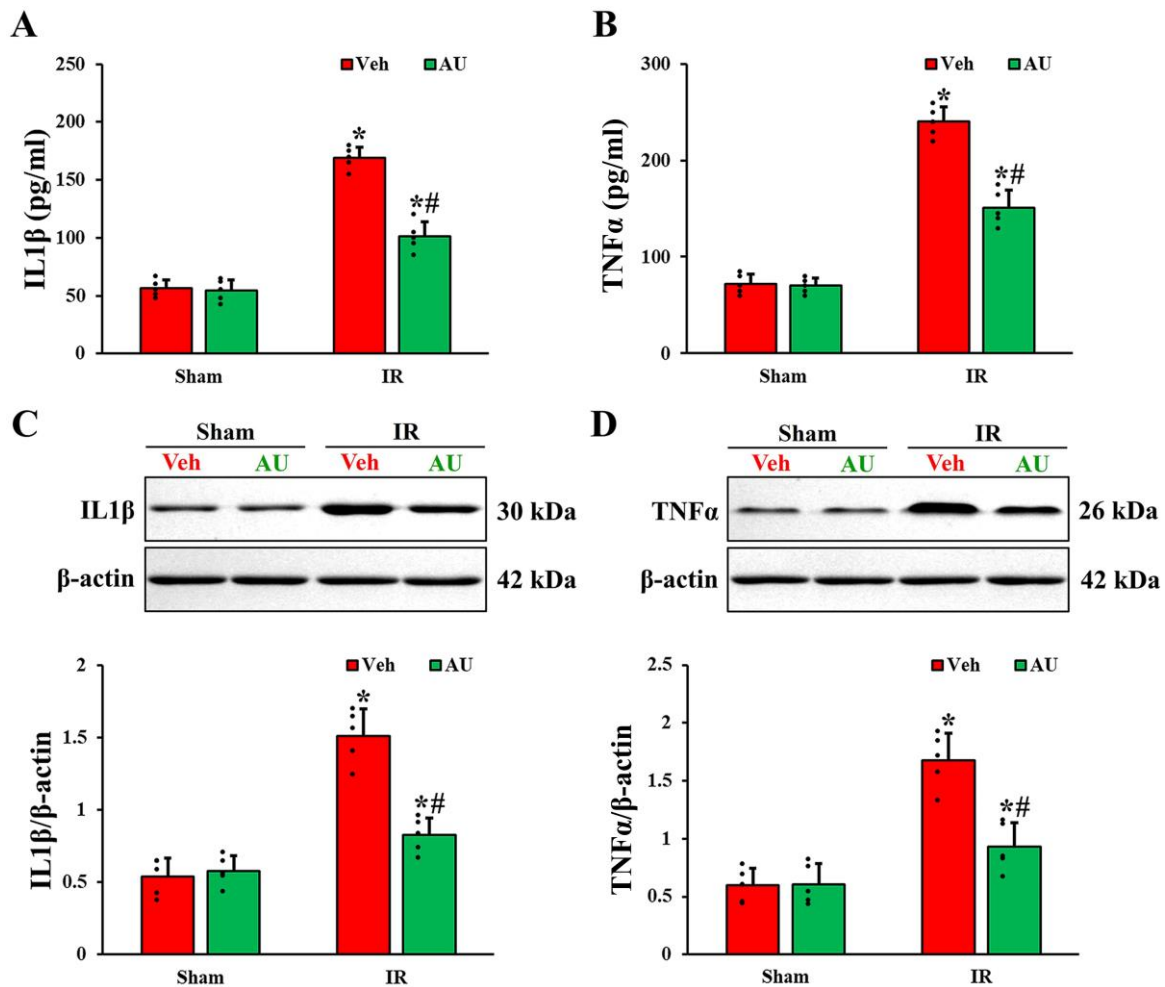 A
Veh AU
IL1β (pg/ml)
250
200
150
100
50
0
*
*#
Sham IR
B
Veh AU
TNFα (pg/ml)
300
200
100
0
*
*#
Sham IR
C
Sham IR
Veh AU Veh AU
IL1β 30 kDa
β-actin 42 kDa
Veh AU
IL1β/β-actin
2
1.5
1
0.5
0
*
*#
Sham IR
D
Sham IR
Veh AU Veh AU
TNFα 26 kDa
β-actin 42 kDa
Veh AU
TNFα/β-actin
2.5
2
1.5
1
0.5
0
*
*#
Sham IR